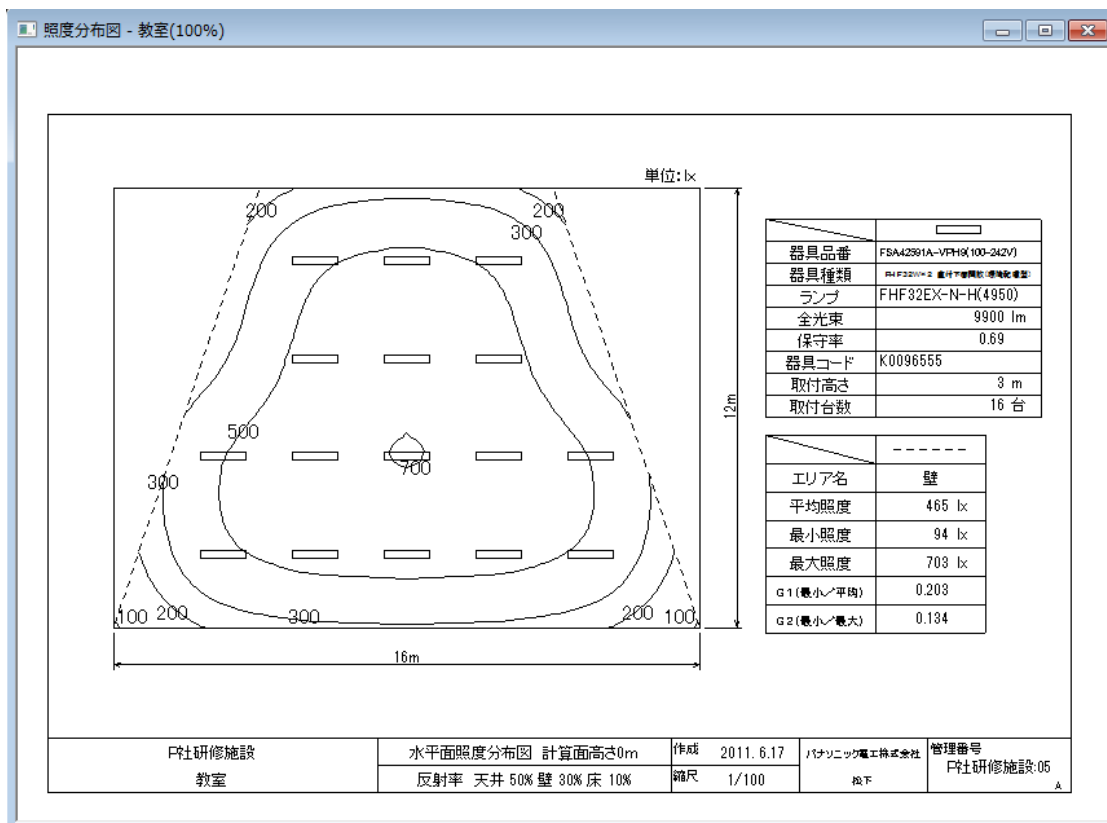 照度分布図 - 教室(100%)
単位:lx
200
200
300
500
700
300
100
200
300
200
100
12m
16m
器具品番 FSA42591A-VPH9(100-242V)
器具種類
ランプ FHF32EX-N-H(4950)
全光束 9900 lm
保守率 0.69
器具コード K0096555
取付高さ 3 m
取付台数 16 台
エリア名 壁
平均照度 465 lx
最小照度 94 lx
最大照度 703 lx
G1(最小/平均) 0.203
G2(最小/最大) 0.134
P社研修施設
教室
水平面照度分布図 計算面高さ0m
反射率 天井 50% 壁 30% 床 10%
作成 2011. 6.17
縮尺 1/100
パナソニック電工株式会社
松下
管理番号
P社研修施設:05
A